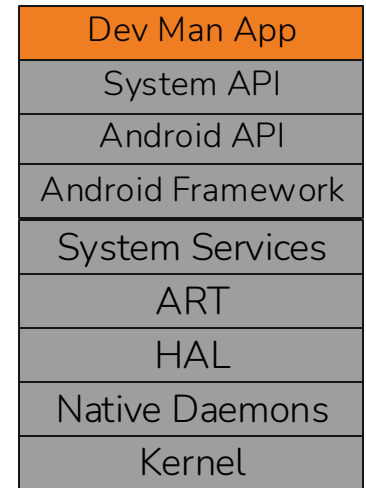 Dev Man App
System API
Android API
Android Framework
System Services
ART
HAL
Native Daemons
Kernel